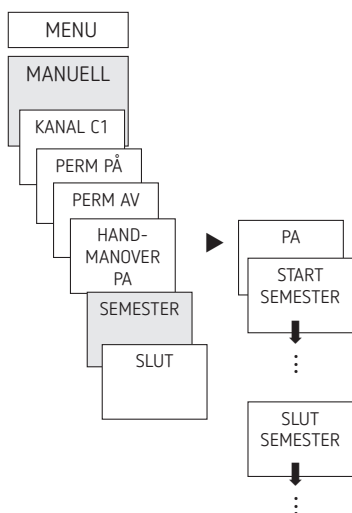 MENU
MANUELL
KANAL C1
PERM PÅ
PERM AV
HAND-
MANOVER
PA
SEMESTER
SLUT
PA
START
SEMESTER
SLUT
SEMESTER